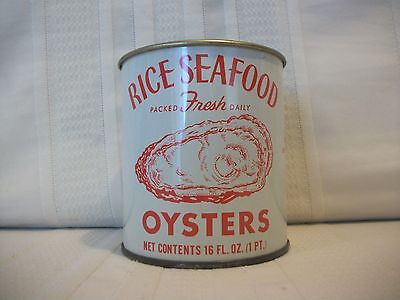 RICE SEAFOOD
PACKED Fresh DAILY
OYSTERS
NET CONTENTS 16 FL. OZ. (1 PT.)